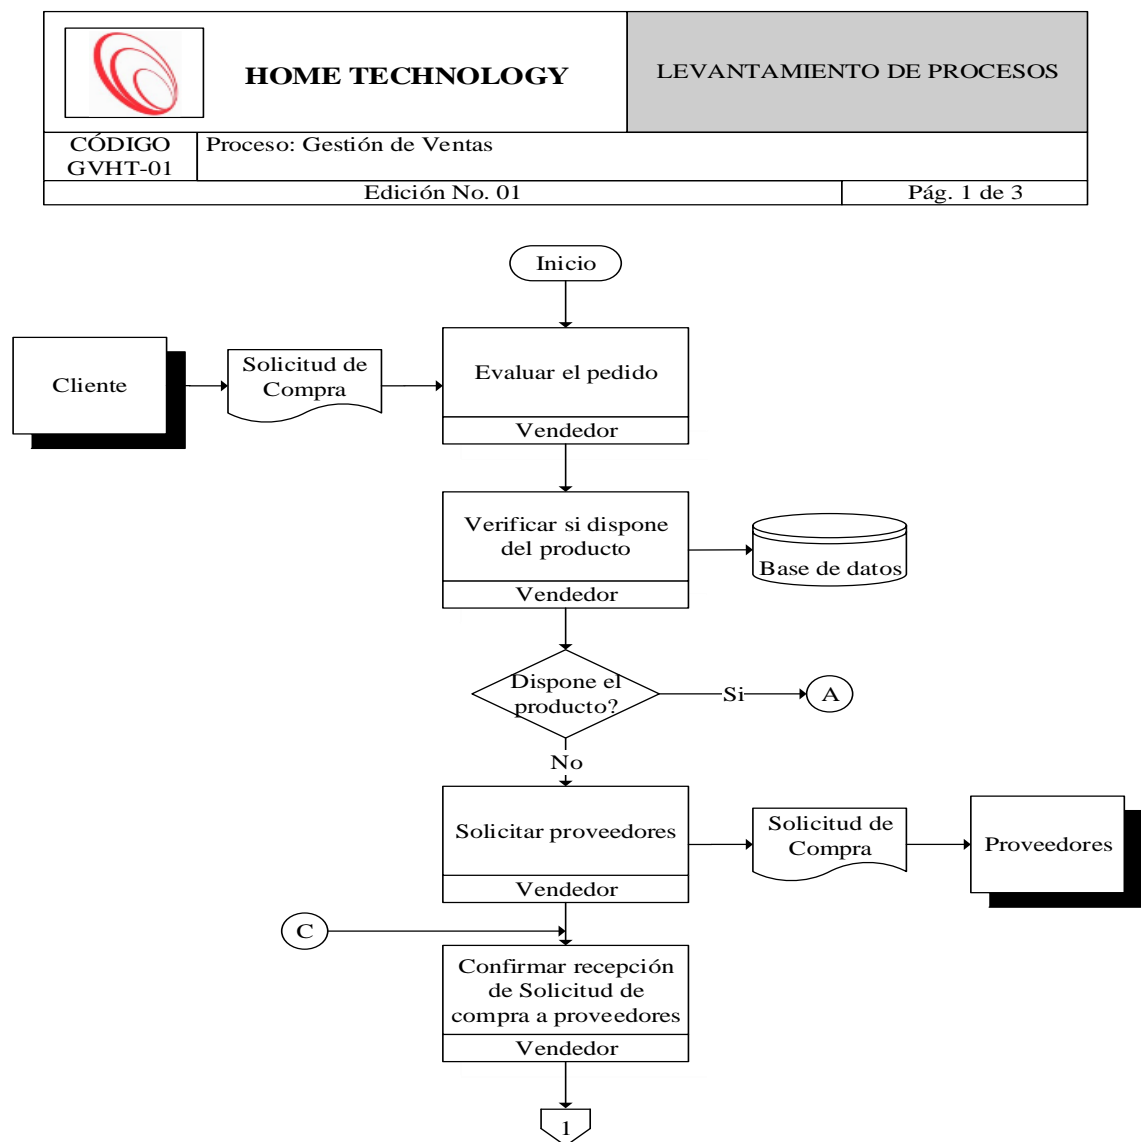 HOME TECHNOLOGY
LEVANTAMIENTO DE PROCESOS
CÓDIGO
GVHT-01
Proceso: Gestión de Ventas
Edición No. 01
Pág. 1 de 3
Inicio
Cliente
Solicitud de
Compra
Evaluar el pedido
Vendedor
Verificar si dispone
del producto
Vendedor
Base de datos
Dispone el
producto?
Si
A
No
Solicitar proveedores
Vendedor
Solicitud de
Compra
Proveedores
C
Confirmar recepción
de Solicitud de
compra a proveedores
Vendedor
1